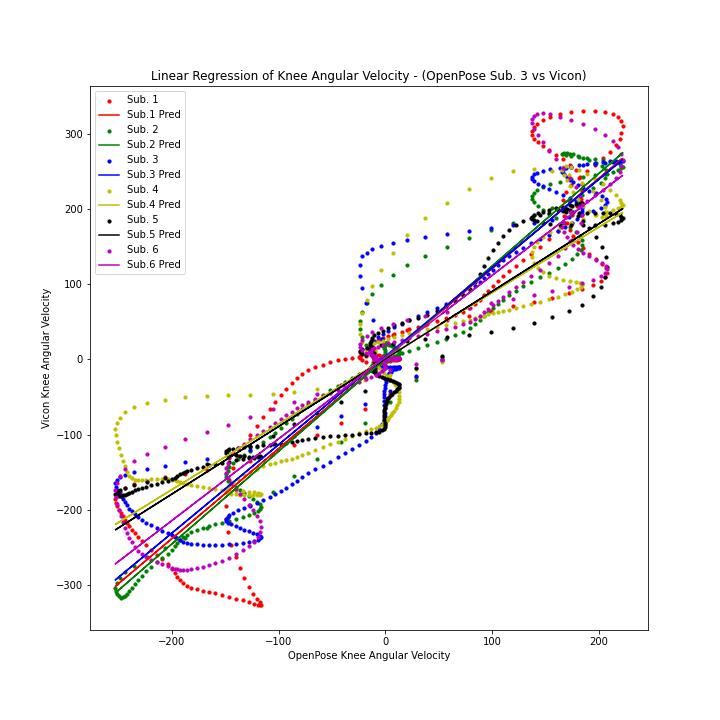 Linear Regression of Knee Angular Velocity - (OpenPose Sub. 3 vs Vicon)
Sub. 1
Sub.1 Pred
Sub. 2
Sub.2 Pred
Sub. 3
Sub.3 Pred
Sub. 4
Sub.4 Pred
Sub. 5
Sub.5 Pred
Sub. 6
Sub.6 Pred
300
200
100
0
−100
−200
−300
Vicon Knee Angular Velocity
−200 −100 0 100 200
OpenPose Knee Angular Velocity